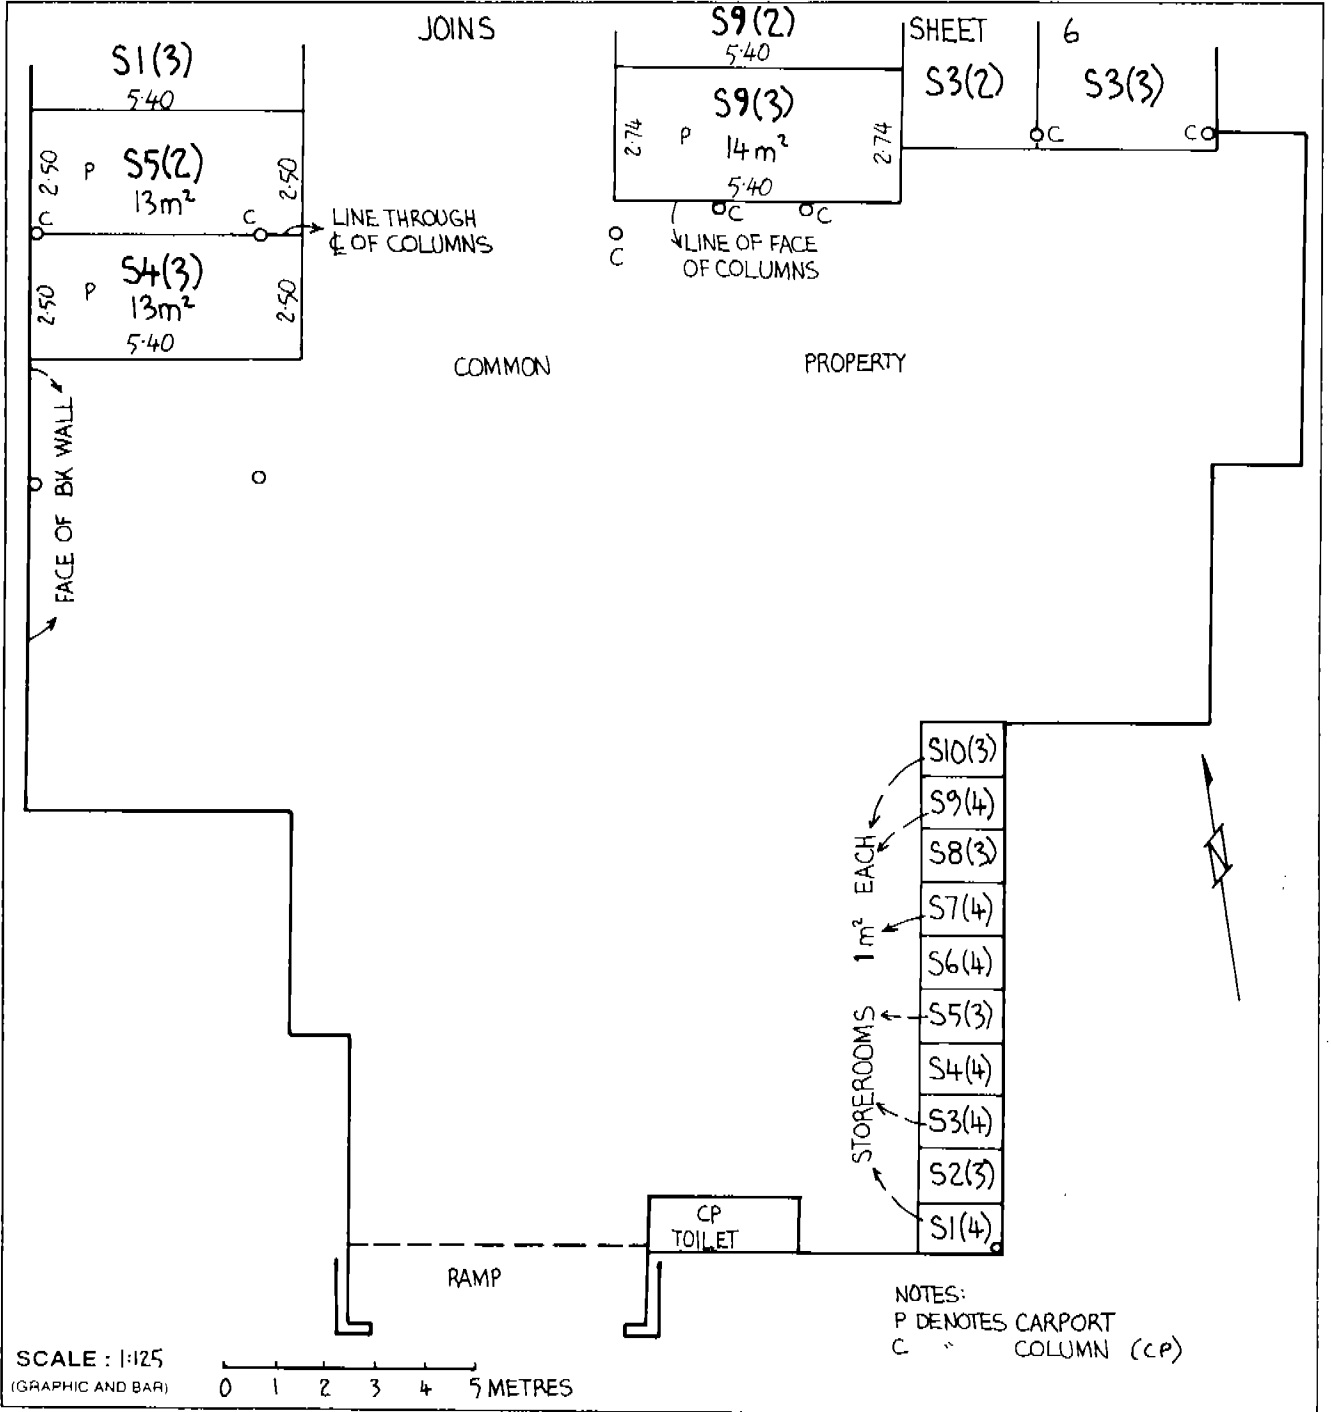 JOINS SHEET 6
S1(3)
5·40
S9(2)
5·40
S3(2)
S3(3)
2·50 P S5(2) 2·50
13m²
C C
LINE THROUGH
℄ OF COLUMNS
2·50 P S4(3) 2·50
13m²
5·40
2·74 P S9(3) 2·74
14m²
5·40
C C
C
LINE OF FACE
OF COLUMNS
C C
COMMON PROPERTY
FACE OF BK WALL
S10(3)
S9(4)
S8(3)
S7(4)
S6(4)
S5(3)
S4(4)
S3(4)
S2(3)
S1(4)
STOREROOMS 1m² EACH
CP
TOILET
RAMP
NOTES:
P DENOTES CARPORT
C " COLUMN (CP)
SCALE : 1:125
(GRAPHIC AND BAR)
0 1 2 3 4 5 METRES